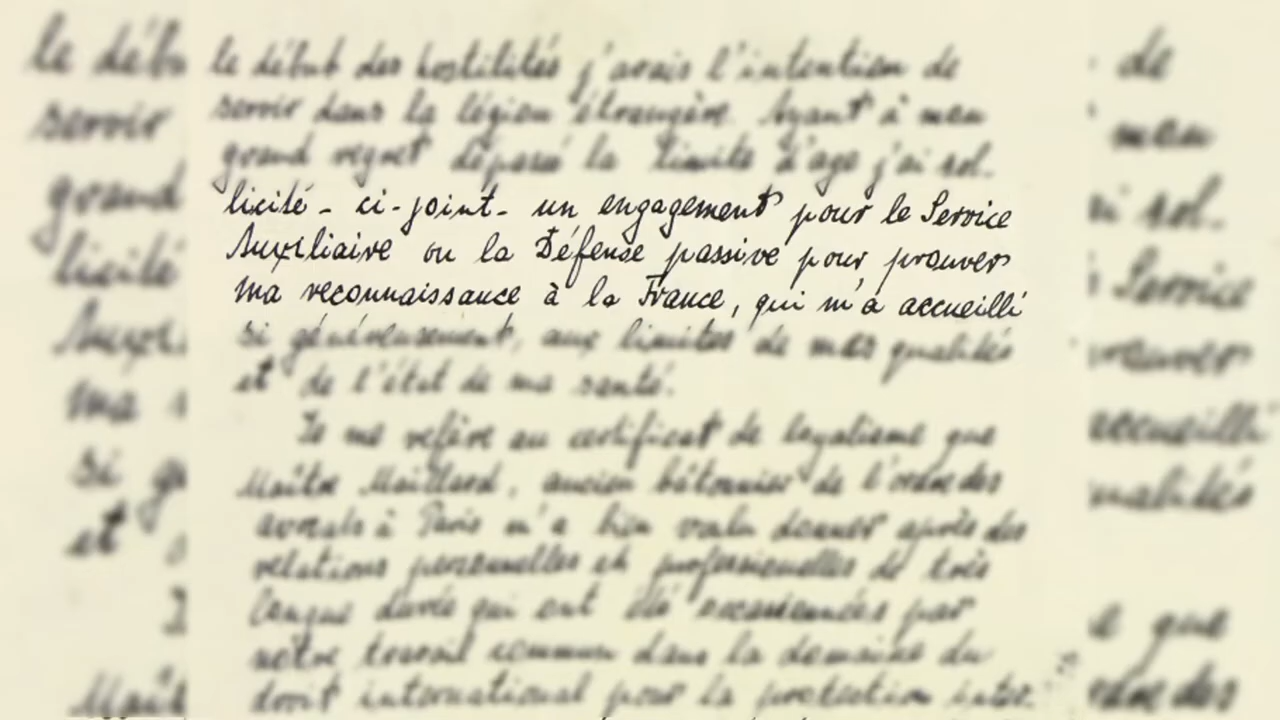 le début des hostilités j'avais l'intention de
servir dans la légion étrangère. Ayant à mon
grand regret dépassé la limite d'age j'ai sol-
licité - ci-joint - un engagement pour le Service
Auxiliaire ou la Défense passive pour prouver
ma reconnaissance à la France, qui m'a accueilli
si généreusement, aux limites de mes qualités
et de l'état de ma santé.
Je me refère au certificat de loyalisme que
Maître Maillard, ancien bâtonnier de l'ordre des
avocats à Paris m'a bien voulu donner après des
relations personnelles et professionelles de très
longue durée qui ont été occasionnées par
notre travail commun dans le domaine du
droit international pour la protection inter-